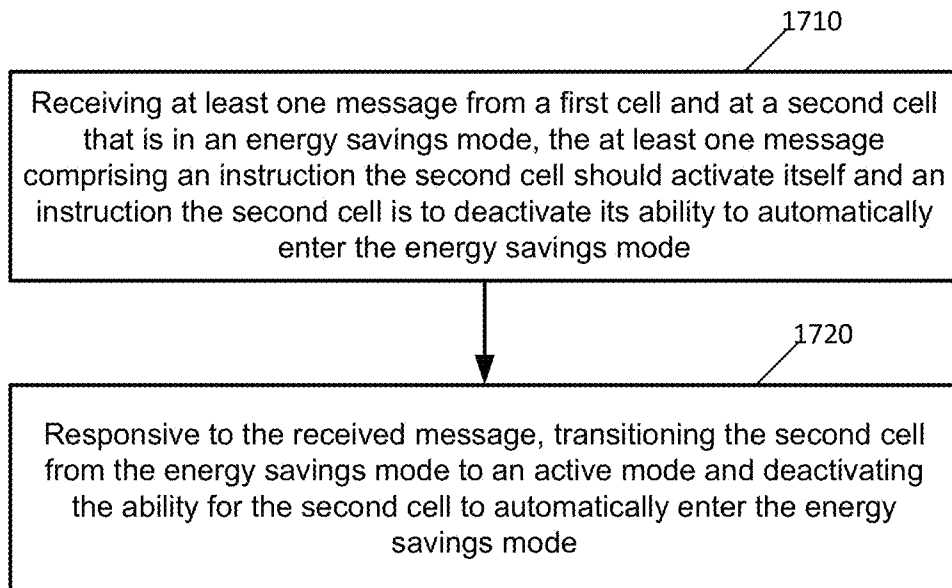 1710
Receiving at least one message from a first cell and at a second cell
that is in an energy savings mode, the at least one message
comprising an instruction the second cell should activate itself and an
instruction the second cell is to deactivate its ability to automatically
enter the energy savings mode
1720
Responsive to the received message, transitioning the second cell
from the energy savings mode to an active mode and deactivating
the ability for the second cell to automatically enter the energy
savings mode